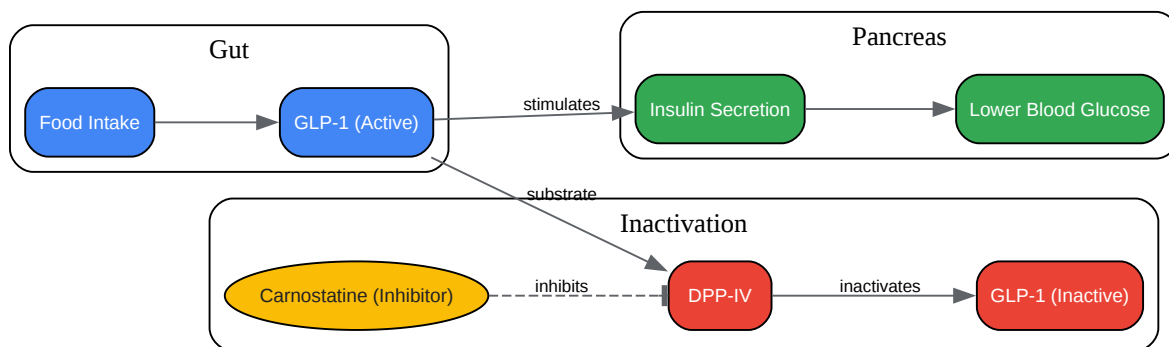 Gut
Pancreas
Food Intake
GLP-1 (Active)
stimulates
Insulin Secretion
Lower Blood Glucose
substrate
Inactivation
Carnostatine (Inhibitor)
inhibits
DPP-IV
inactivates
GLP-1 (Inactive)